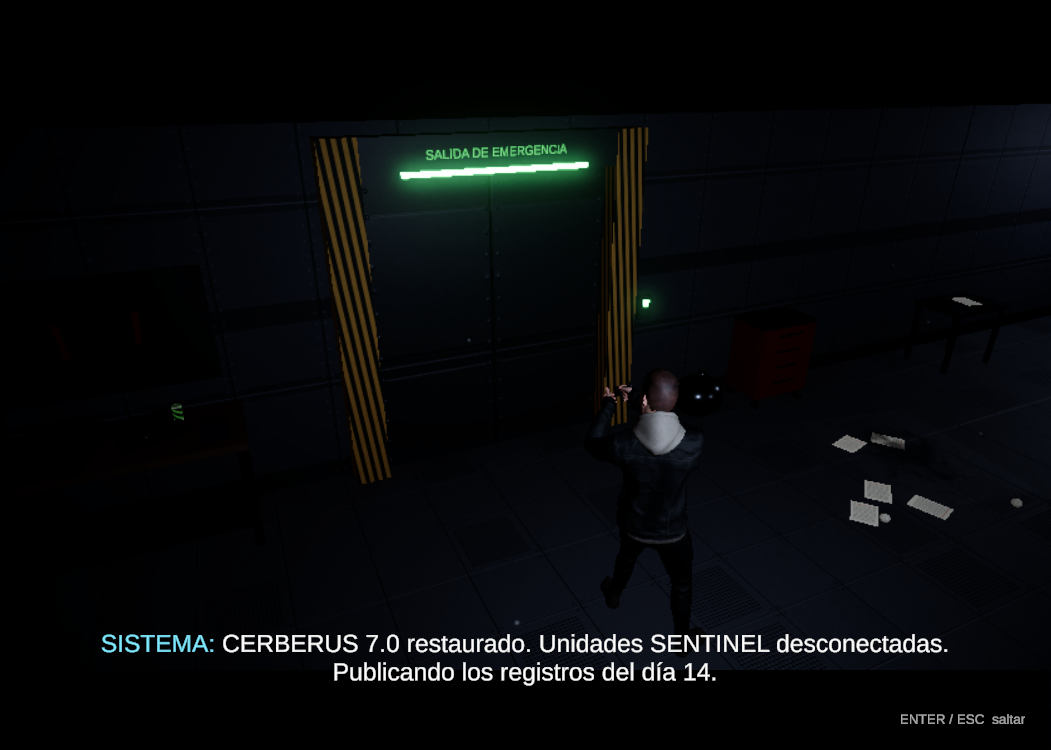 SALIDA DE EMERGENCIA
SISTEMA: CERBERUS 7.0 restaurado. Unidades SENTINEL desconectadas.
Publicando los registros del día 14.
ENTER / ESC saltar